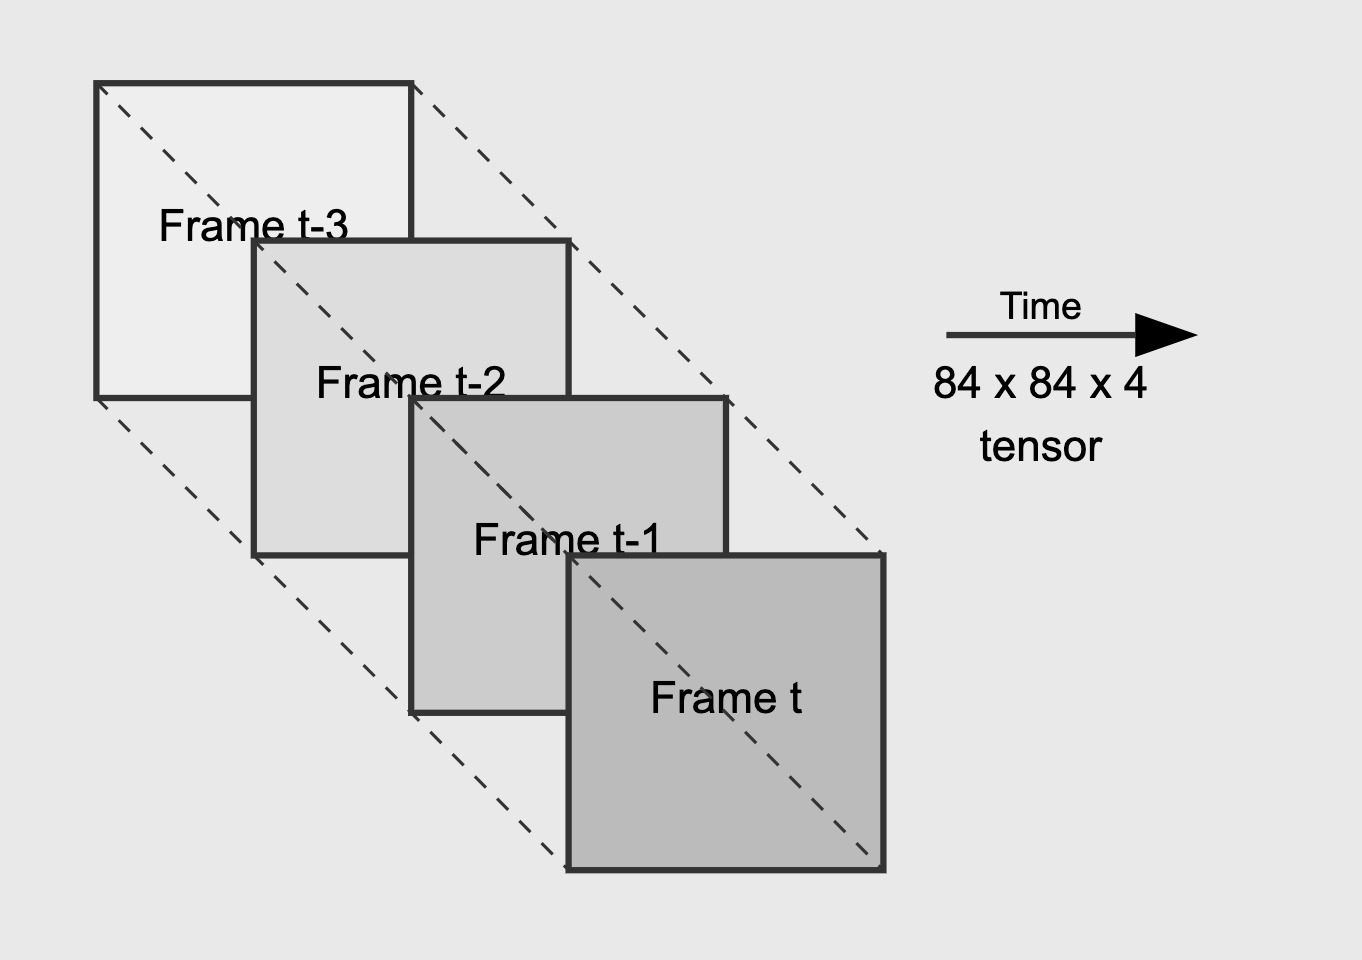 Frame t-3
Frame t-2
Frame t-1
Frame t
Time
84 x 84 x 4
tensor